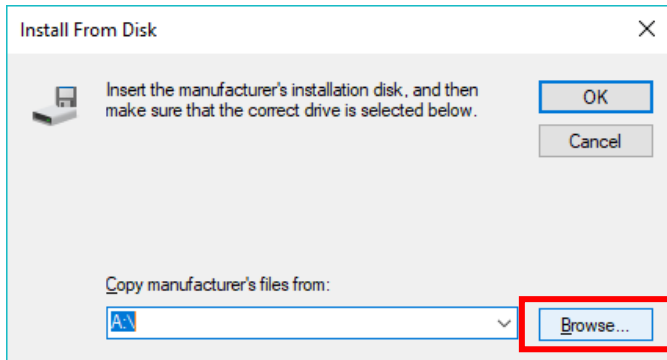 Install From Disk
Insert the manufacturer's installation disk, and then
make sure that the correct drive is selected below.
OK
Cancel
Copy manufacturer's files from:
A:\
Browse...